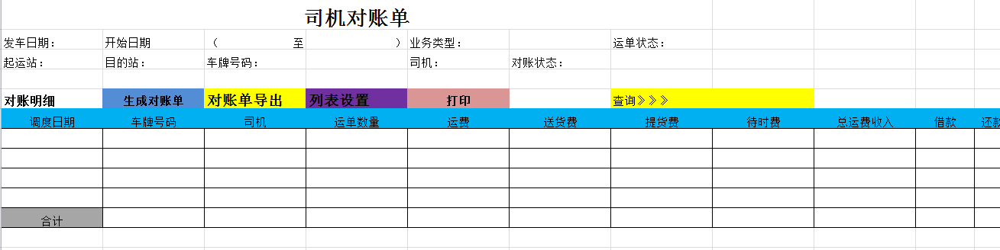 司机对账单
发车日期： 开始日期 （ 至 ） 业务类型： 运单状态：
起运站： 目的站： 车牌号码： 司机： 对账状态：
对账明细 生成对账单 对账单导出 列表设置 打印 查询》》》
调度日期 车牌号码 司机 运单数量 运费 送货费 提货费 待时费 总运费收入 借款 还款
合计